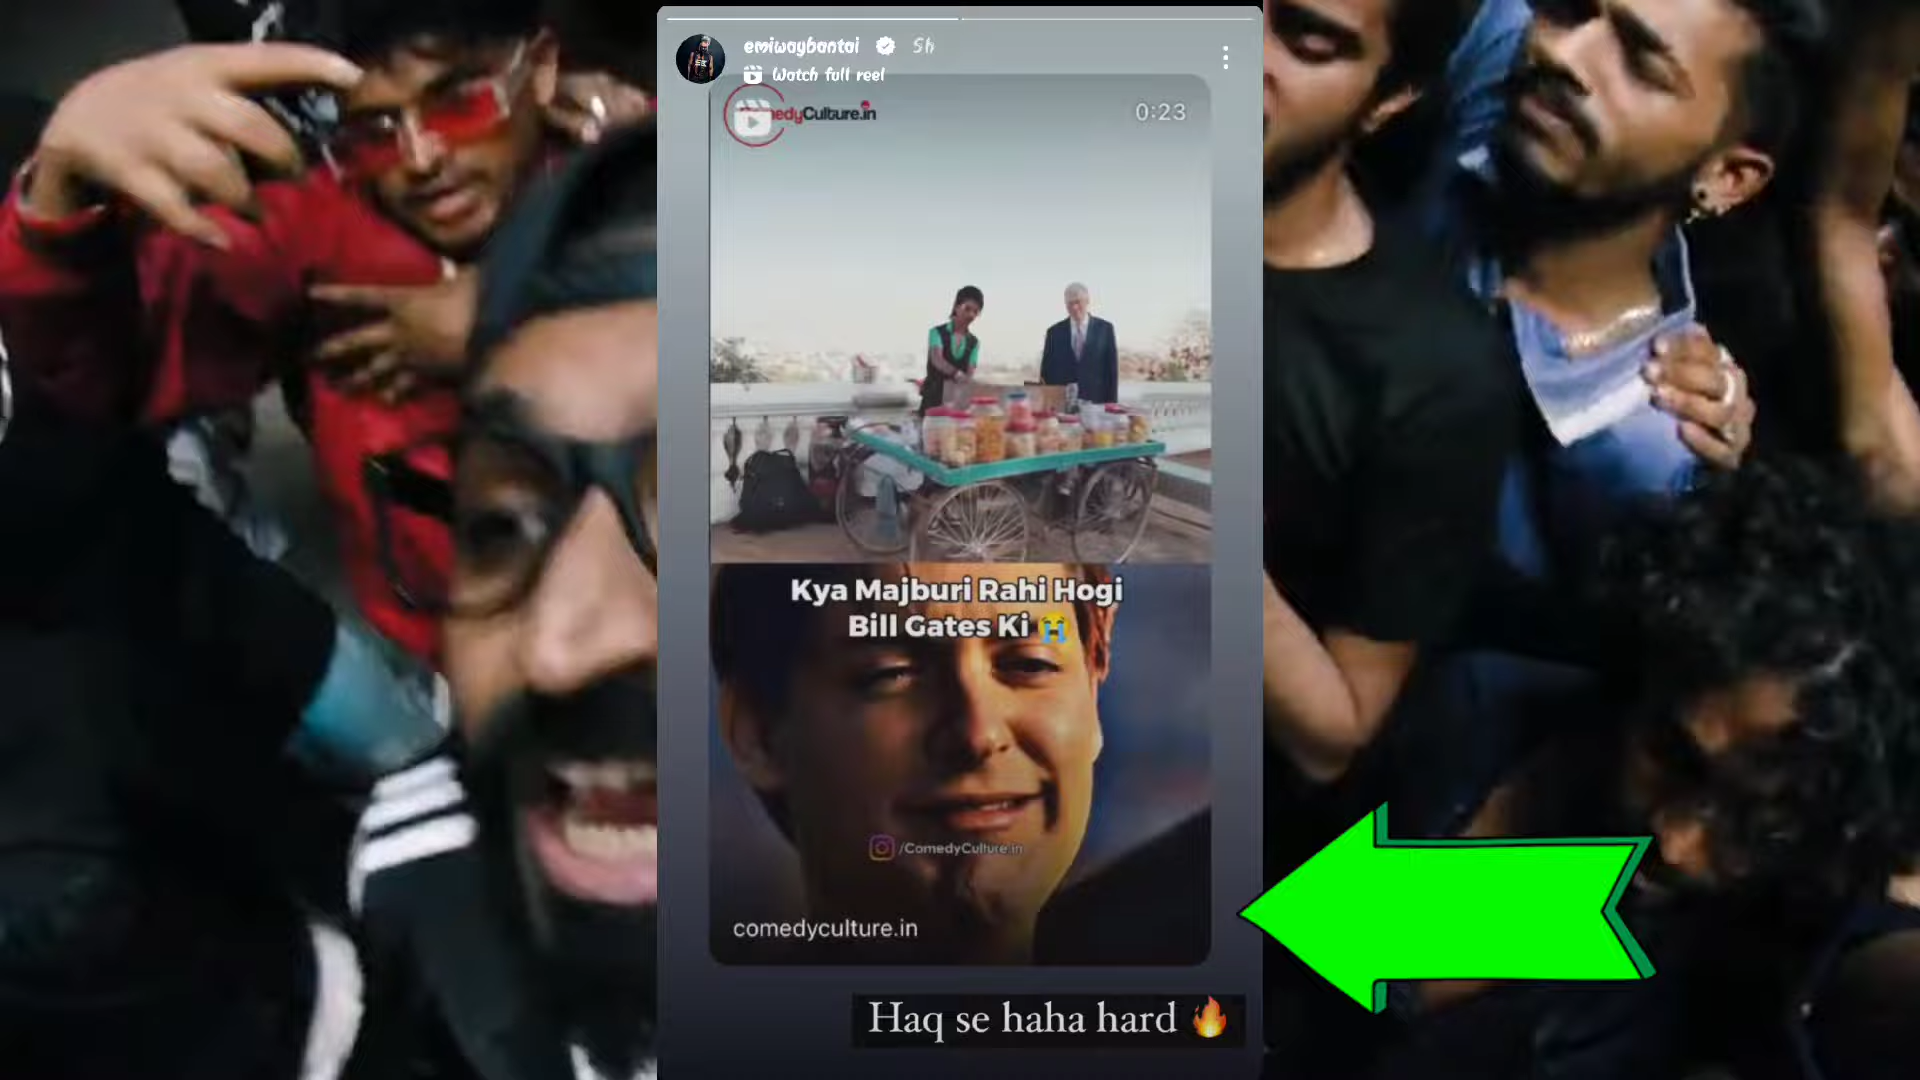 emiwaybantai 5h
Watch full reel
ComedyCulture.in
0:23
Kya Majburi Rahi Hogi
Bill Gates Ki 😭
/ComedyCulture.in
comedyculture.in
Haq se haha hard 🔥